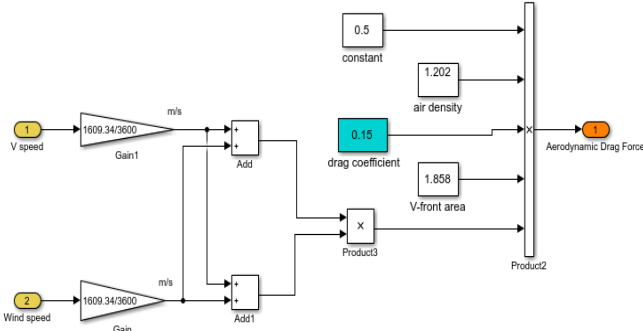 0.5
constant
1.202
air density
m/s
1
V speed
1609.34/3600
Gain1
+
+
Add
0.15
drag coefficient
×
1
Aerodynamic Drag Force
1.858
V-front area
×
Product3
Product2
m/s
2
Wind speed
1609.34/3600
Gain
+
+
Add1